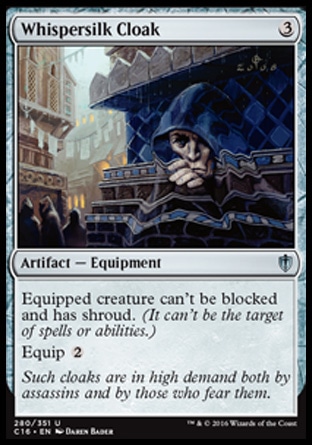 Whispersilk Cloak 3
Artifact — Equipment
Equipped creature can't be blocked
and has shroud. (It can't be the target
of spells or abilities.)
Equip 2
Such cloaks are in high demand both by
assassins and by those who fear them.
280/351 U
C16 • EN Daren Bader
™ & © 2016 Wizards of the Coast